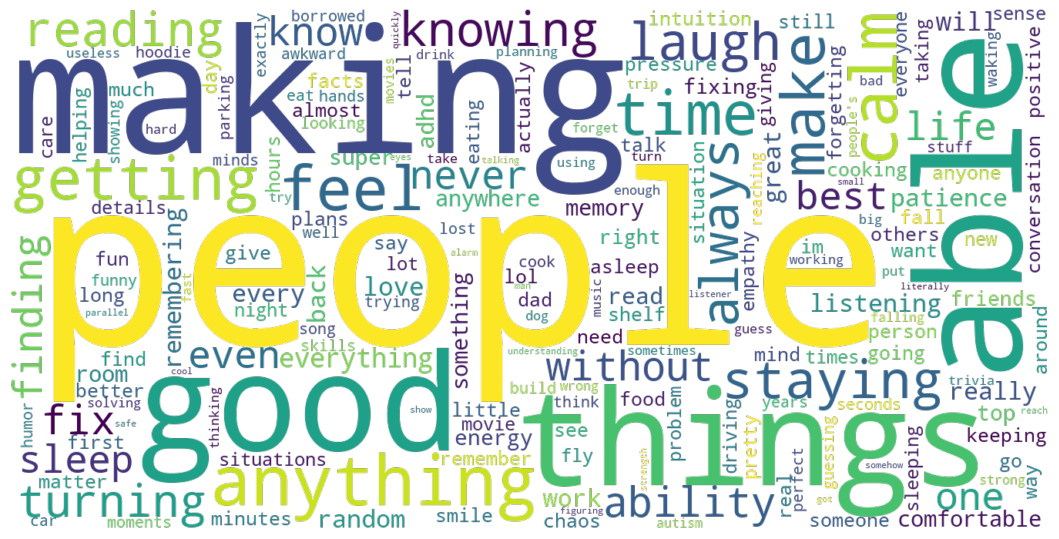 reading
useless
hoodie
day
exactly
borrowed
awkward
know
movies
quickly
knowing
tell
drink
planning
intuition
laugh
pressure
trip
still
will
sense
everyone
taking
waking
positive
making
care
much
helping
showing
hard
parking
facts
eat
hands
almost
looking
adhd
eating
actually
fixing
giving
time
talk
great
make
forgetting
people's
bad
calm
able
life
stuff
minds
super
take
talking
eyes
forget
using
turn
reaching
cooking
anyone
getting
hours
try
feel
never
anywhere
enough
memory
situation
always
best
small
patience
details
plans
well
lost
right
empathy
others
big
fall
want
new
conversation
people
finding
fun
funny
long
parallel
remembering
fast
give
night
every
back
say
lot
love
trying
song
skills
something
lol
cook
alarm
man
dad
dog
music
asleep
read
shelf
need
listener
guess
im
working
put
literally
listening
falling
friends
person
going
around
find
room
better
solving
cool
even
everything
understanding
sometimes
without
mind
times
staying
trivia
really
humor
fix
safe
first
good
thinking
show
little
movie
energy
build
wrong
think
food
problem
see
years
seconds
top
reach
keeping
sleep
matter
situations
anything
remember
fly
things
strength
driving
pretty
guessing
somehow
sleeping
go
strong
way
turning
car
moments
minutes
random
smile
chaos
work
figuring
autism
ability
real
perfect
got
someone
one
comfortable